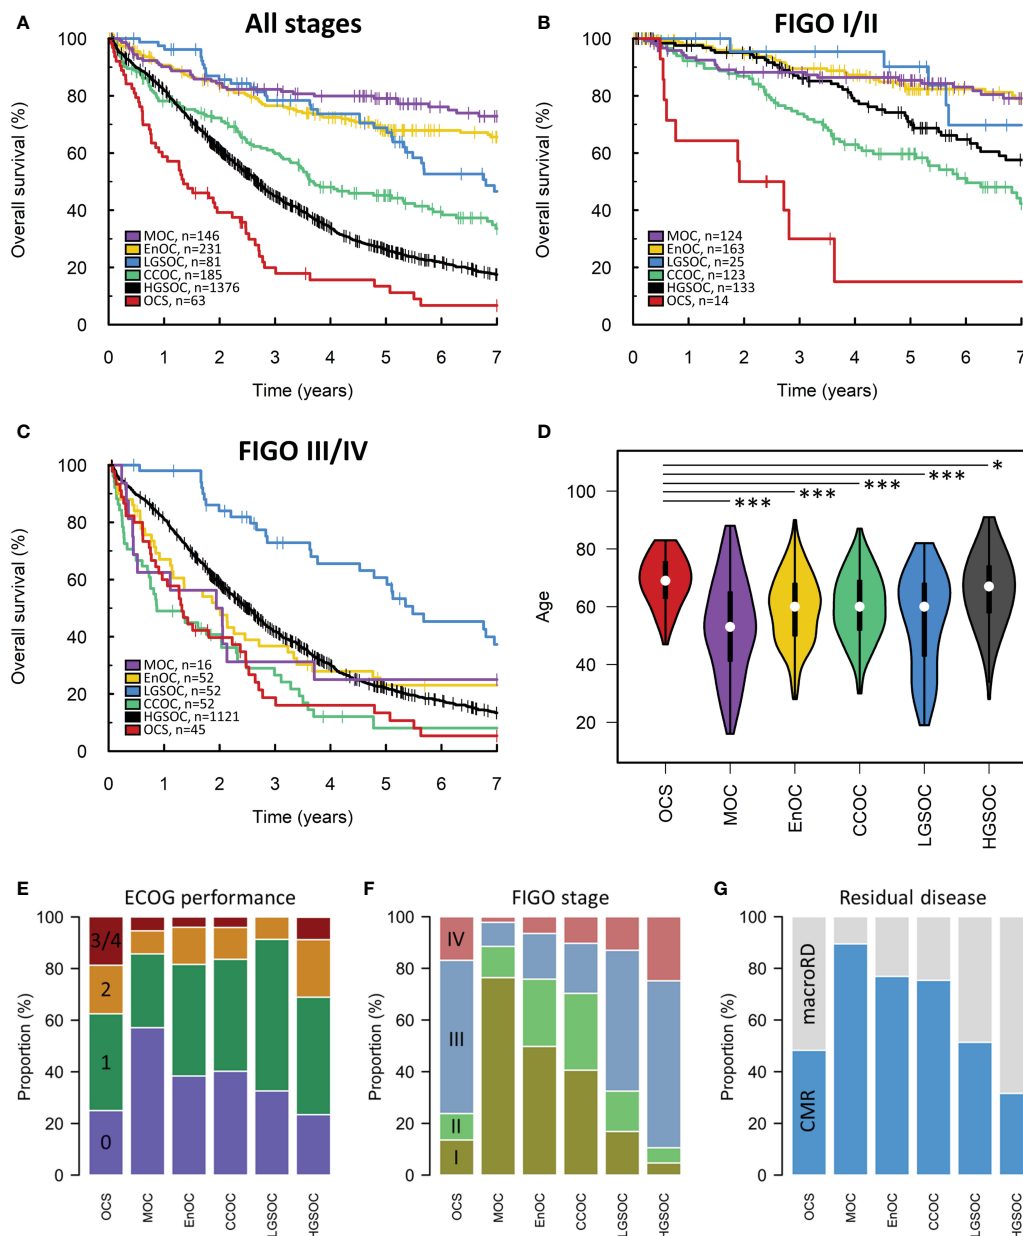 A
All stages
Overall survival (%)
100
80
60
40
20
0
MOC, n=146
EnOC, n=231
LGSOC, n=81
CCOC, n=185
HGSOC, n=1376
OCS, n=63
0 1 2 3 4 5 6 7
Time (years)
B
FIGO I/II
Overall survival (%)
100
80
60
40
20
0
MOC, n=124
EnOC, n=163
LGSOC, n=25
CCOC, n=123
HGSOC, n=133
OCS, n=14
0 1 2 3 4 5 6 7
Time (years)
C
FIGO III/IV
Overall survival (%)
100
80
60
40
20
0
MOC, n=16
EnOC, n=52
LGSOC, n=52
CCOC, n=52
HGSOC, n=1121
OCS, n=45
0 1 2 3 4 5 6 7
Time (years)
D
Age
100
80
60
40
20
*
***
***
***
***
OCS
MOC
EnOC
CCOC
LGSOC
HGSOC
E
ECOG performance
Proportion (%)
100
80
60
40
20
0
3/4
2
1
0
OCS
MOC
EnOC
CCOC
LGSOC
HGSOC
F
FIGO stage
Proportion (%)
100
80
60
40
20
0
IV
III
II
I
OCS
MOC
EnOC
CCOC
LGSOC
HGSOC
G
Residual disease
Proportion (%)
100
80
60
40
20
0
macroRD
CMR
OCS
MOC
EnOC
CCOC
LGSOC
HGSOC